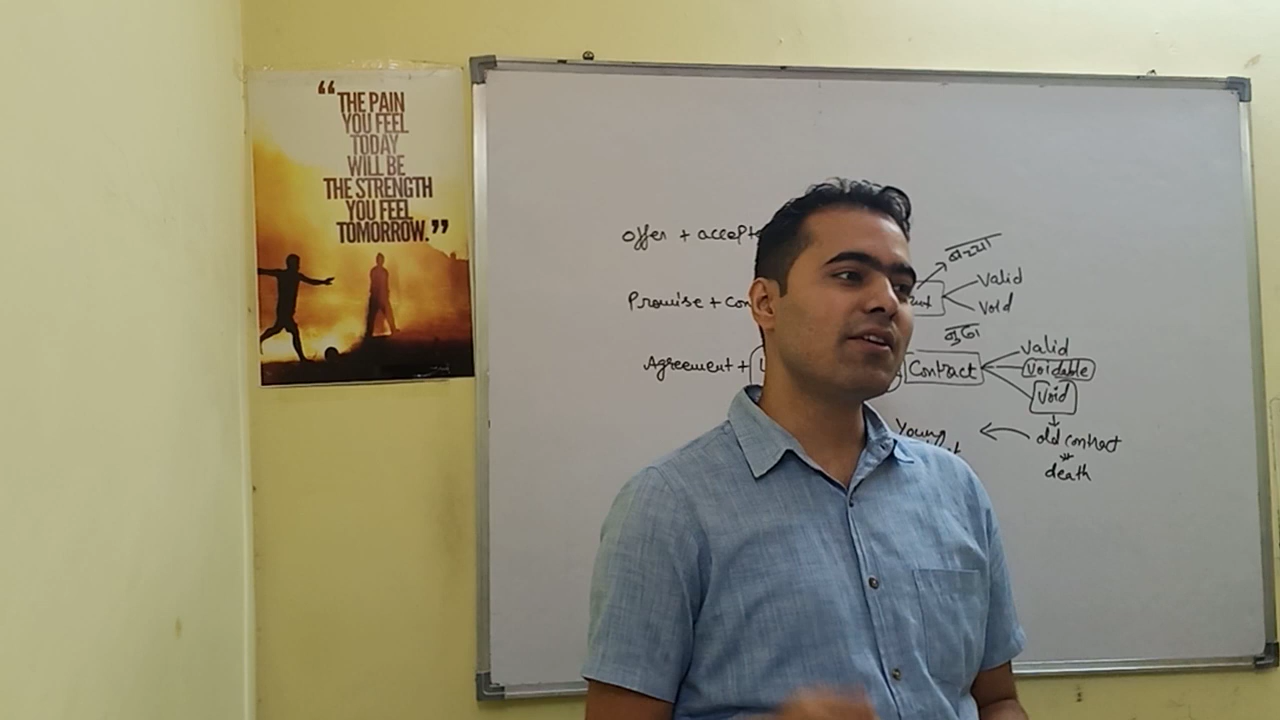 “THE PAIN
YOU FEEL
TODAY
WILL BE
THE STRENGTH
YOU FEEL
TOMORROW.”
offer + accept
बच्चा
Valid
Promise + con
Void
बुढ़ा
Valid
Agreement +
Contract
Voidable
Void
Young
old contract
death